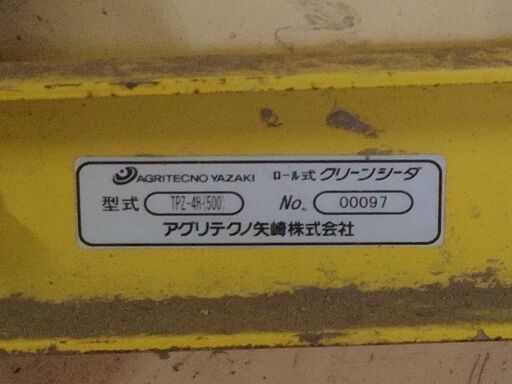 AGRITECNO YAZAKI ロール式 クリーンシーダ
型式 TPZ-4H(500) No. 00097
アグリテクノ矢崎株式会社